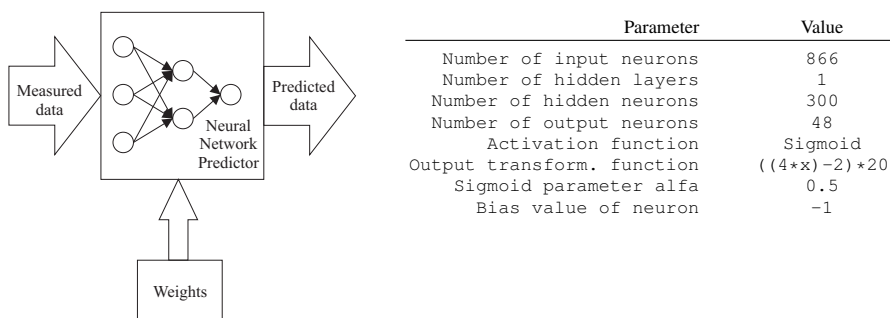 Measured
data
Predicted
data
Neural
Network
Predictor
Weights
Parameter Value
Number of input neurons 866
Number of hidden layers 1
Number of hidden neurons 300
Number of output neurons 48
Activation function Sigmoid
Output transform. function ((4*x)-2)*20
Sigmoid parameter alfa 0.5
Bias value of neuron -1